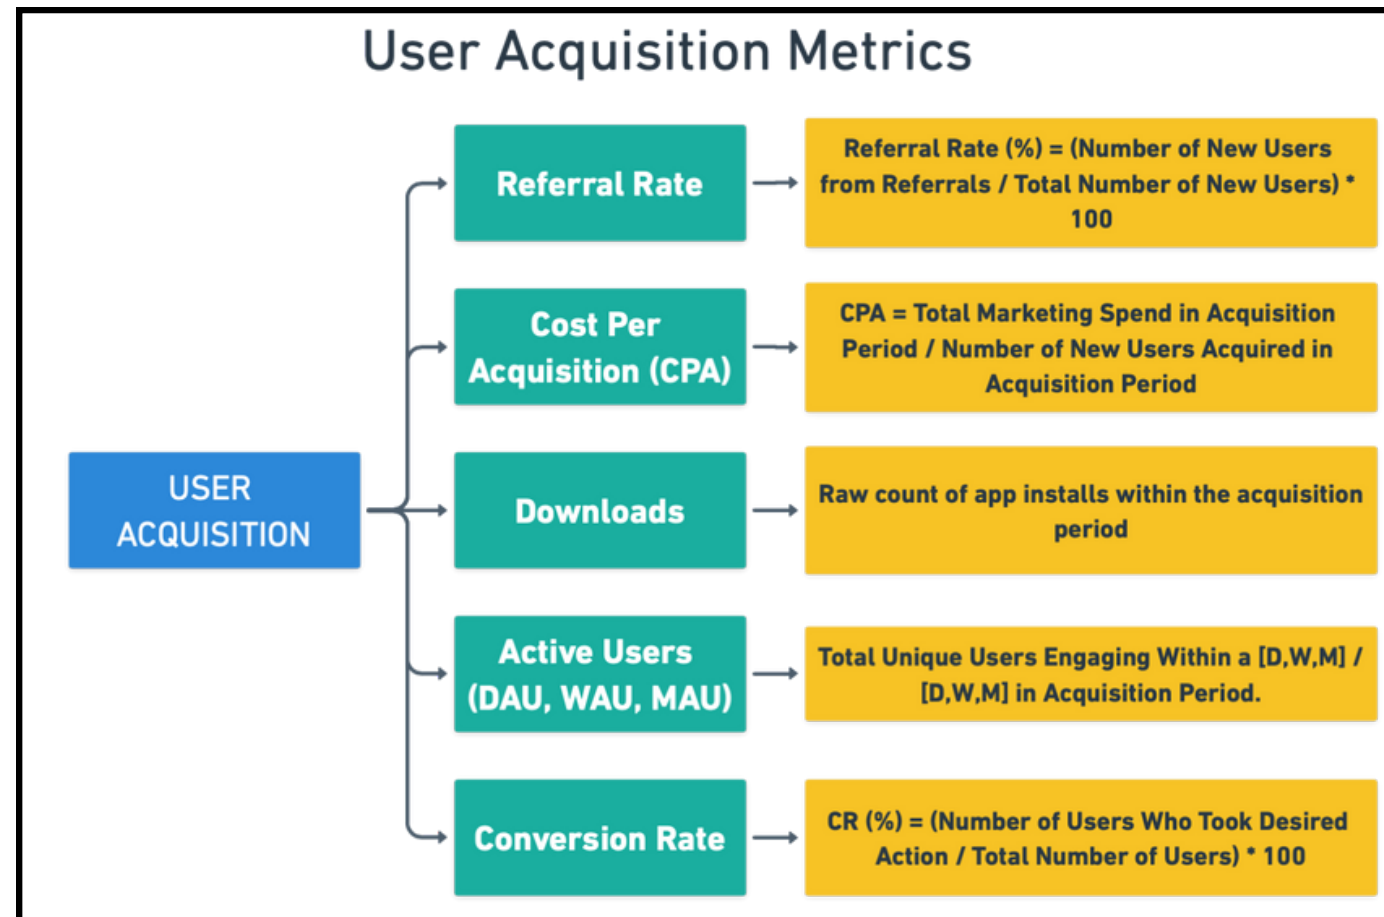 User Acquisition Metrics
USER
ACQUISITION
Referral Rate
Referral Rate (%) = (Number of New Users
from Referrals / Total Number of New Users) *
100
Cost Per
Acquisition (CPA)
CPA = Total Marketing Spend in Acquisition
Period / Number of New Users Acquired in
Acquisition Period
Downloads
Raw count of app installs within the acquisition
period
Active Users
(DAU, WAU, MAU)
Total Unique Users Engaging Within a [D,W,M] /
[D,W,M] in Acquisition Period.
Conversion Rate
CR (%) = (Number of Users Who Took Desired
Action / Total Number of Users) * 100